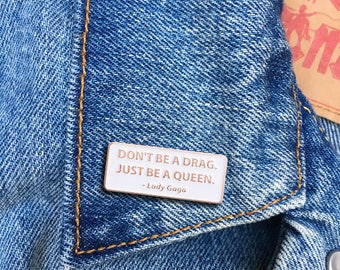 DON'T BE A DRAG.
JUST BE A QUEEN.
- Lady Gaga